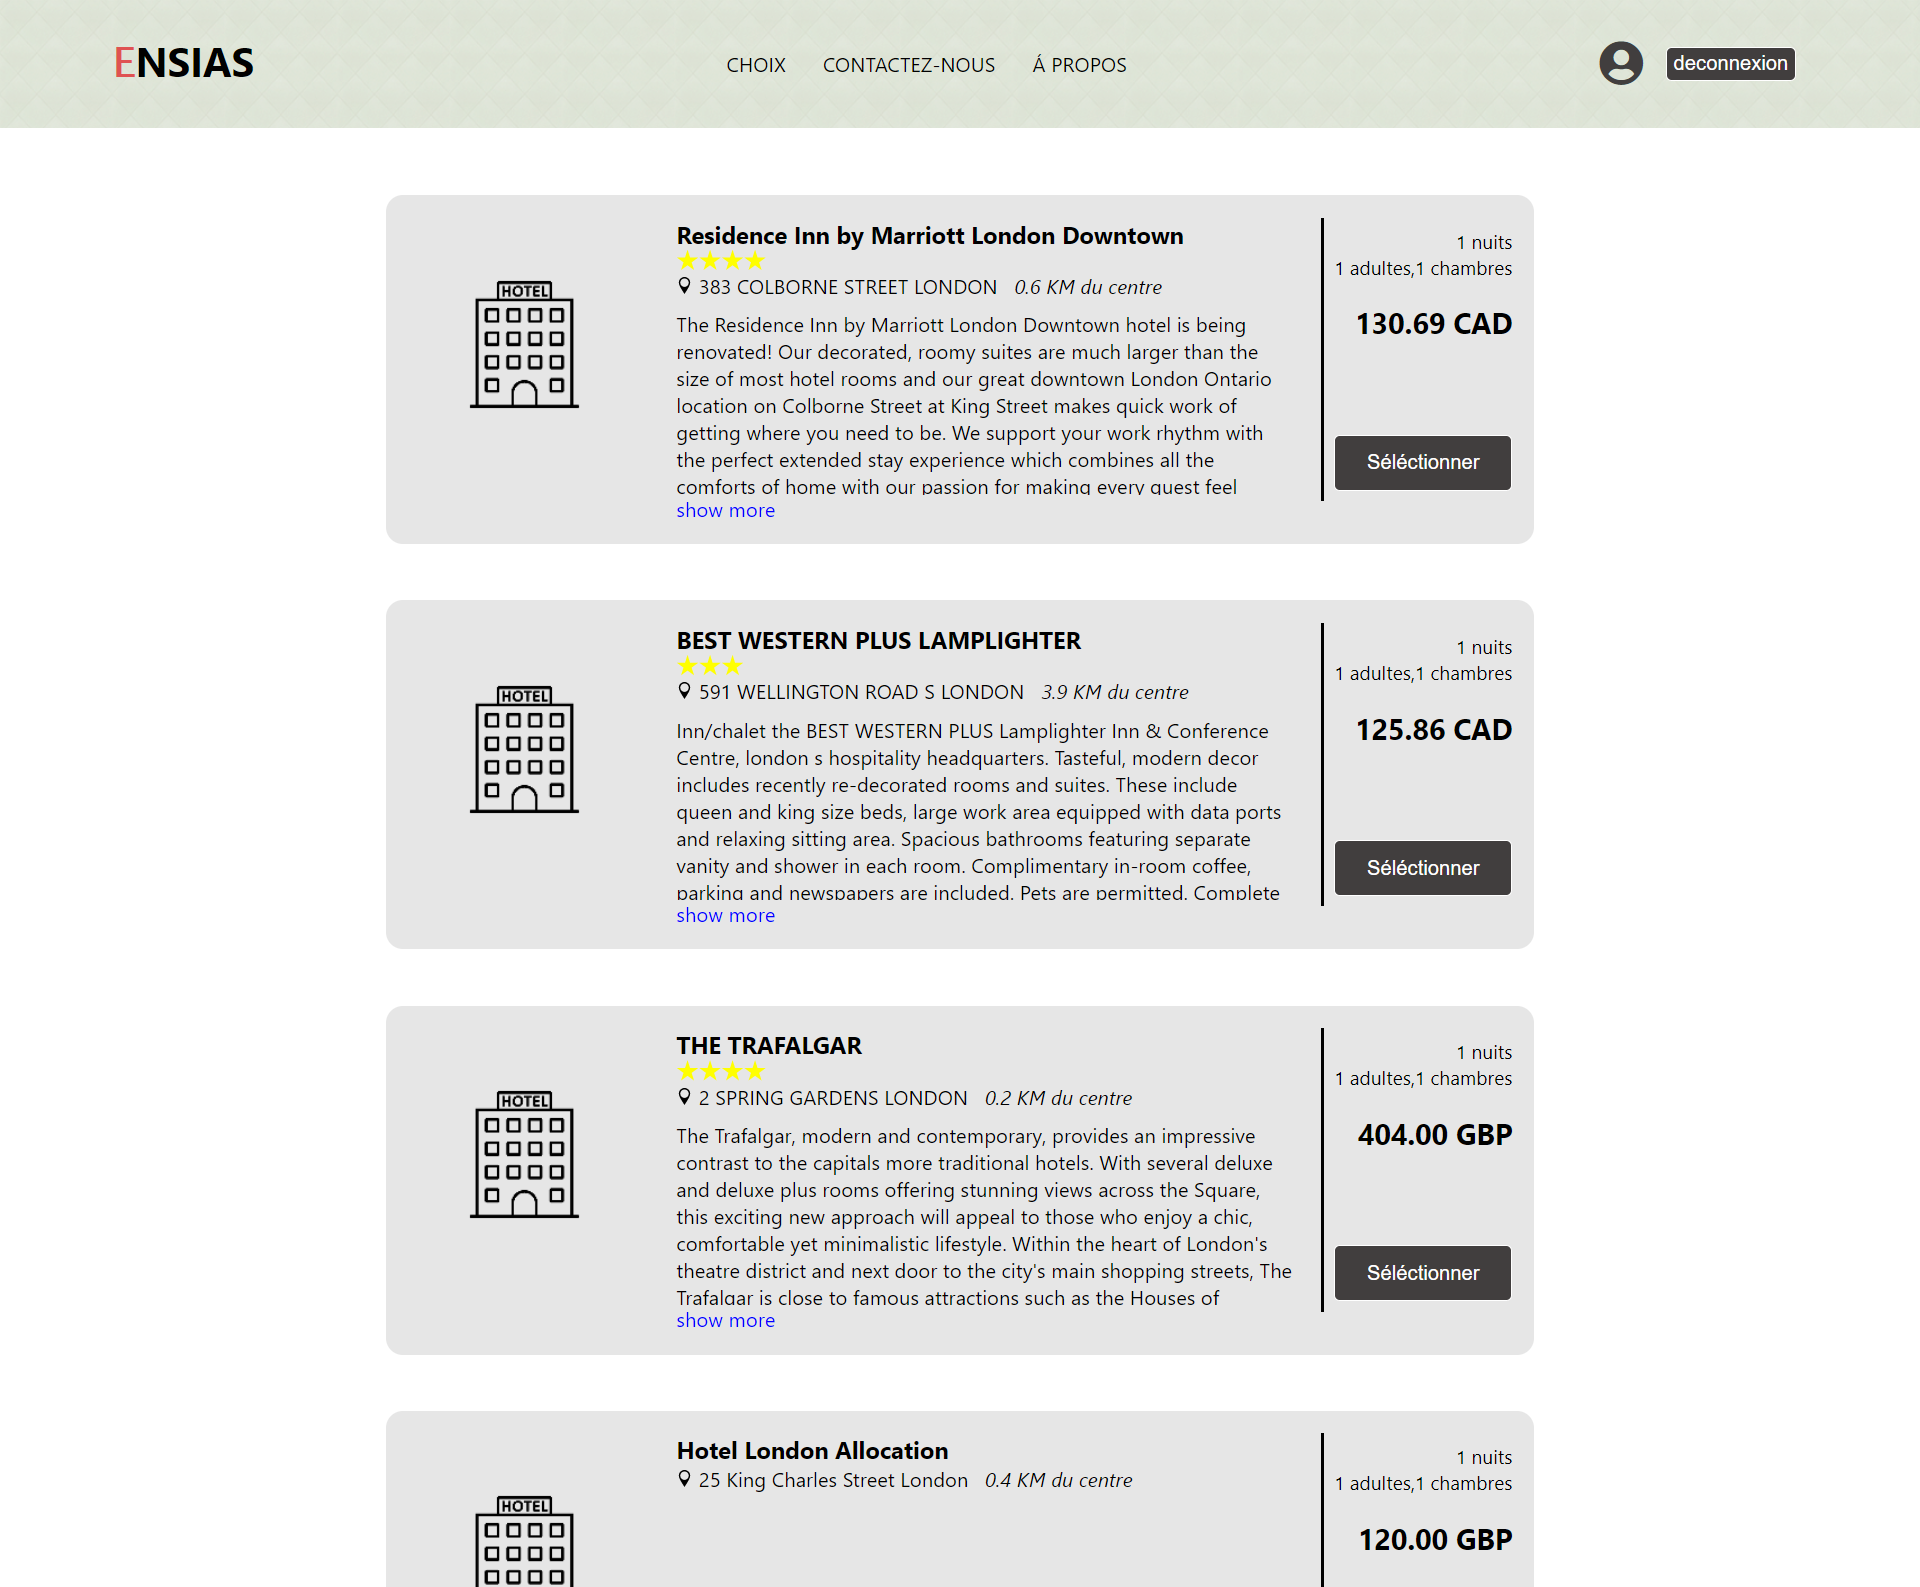 ENSIAS
CHOIX CONTACTEZ-NOUS Á PROPOS
deconnexion
HOTEL
Residence Inn by Marriott London Downtown
★★★★
383 COLBORNE STREET LONDON 0.6 KM du centre
The Residence Inn by Marriott London Downtown hotel is being
renovated! Our decorated, roomy suites are much larger than the
size of most hotel rooms and our great downtown London Ontario
location on Colborne Street at King Street makes quick work of
getting where you need to be. We support your work rhythm with
the perfect extended stay experience which combines all the
comforts of home with our passion for making every guest feel
show more
1 nuits
1 adultes,1 chambres
130.69 CAD
Séléctionner
HOTEL
BEST WESTERN PLUS LAMPLIGHTER
★★★
591 WELLINGTON ROAD S LONDON 3.9 KM du centre
Inn/chalet the BEST WESTERN PLUS Lamplighter Inn & Conference
Centre, london s hospitality headquarters. Tasteful, modern decor
includes recently re-decorated rooms and suites. These include
queen and king size beds, large work area equipped with data ports
and relaxing sitting area. Spacious bathrooms featuring separate
vanity and shower in each room. Complimentary in-room coffee,
parking and newspapers are included. Pets are permitted. Complete
show more
1 nuits
1 adultes,1 chambres
125.86 CAD
Séléctionner
HOTEL
THE TRAFALGAR
★★★★
2 SPRING GARDENS LONDON 0.2 KM du centre
The Trafalgar, modern and contemporary, provides an impressive
contrast to the capitals more traditional hotels. With several deluxe
and deluxe plus rooms offering stunning views across the Square,
this exciting new approach will appeal to those who enjoy a chic,
comfortable yet minimalistic lifestyle. Within the heart of London's
theatre district and next door to the city's main shopping streets, The
Trafalgar is close to famous attractions such as the Houses of
show more
1 nuits
1 adultes,1 chambres
404.00 GBP
Séléctionner
HOTEL
Hotel London Allocation
25 King Charles Street London 0.4 KM du centre
1 nuits
1 adultes,1 chambres
120.00 GBP